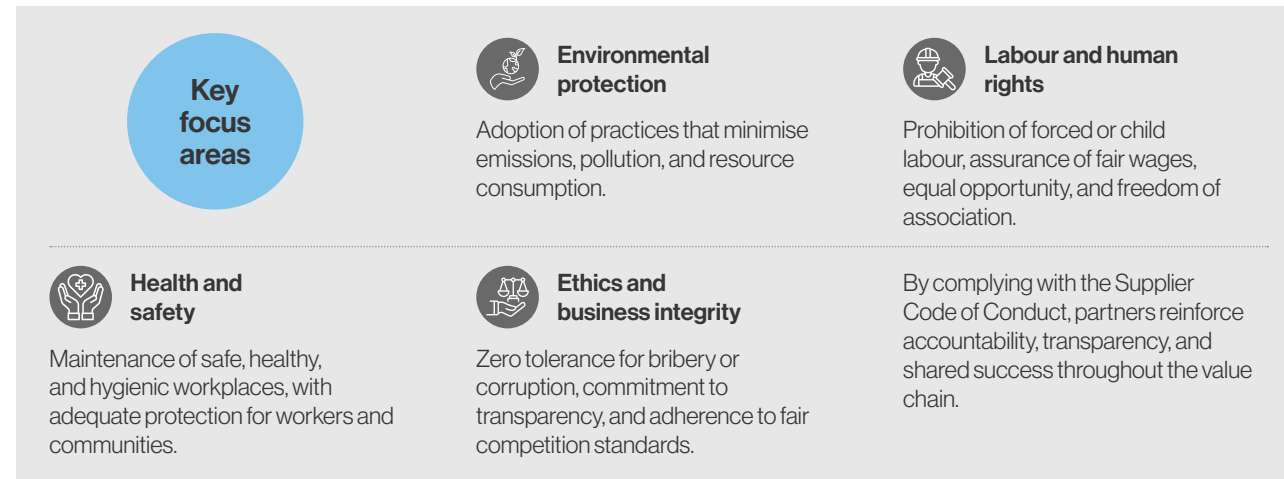 Key
focus
areas
Environmental
protection
Adoption of practices that minimise
emissions, pollution, and resource
consumption.
Labour and human
rights
Prohibition of forced or child
labour, assurance of fair wages,
equal opportunity, and freedom of
association.
Health and
safety
Maintenance of safe, healthy,
and hygienic workplaces, with
adequate protection for workers and
communities.
Ethics and
business integrity
Zero tolerance for bribery or
corruption, commitment to
transparency, and adherence to fair
competition standards.
By complying with the Supplier
Code of Conduct, partners reinforce
accountability, transparency, and
shared success throughout the value
chain.